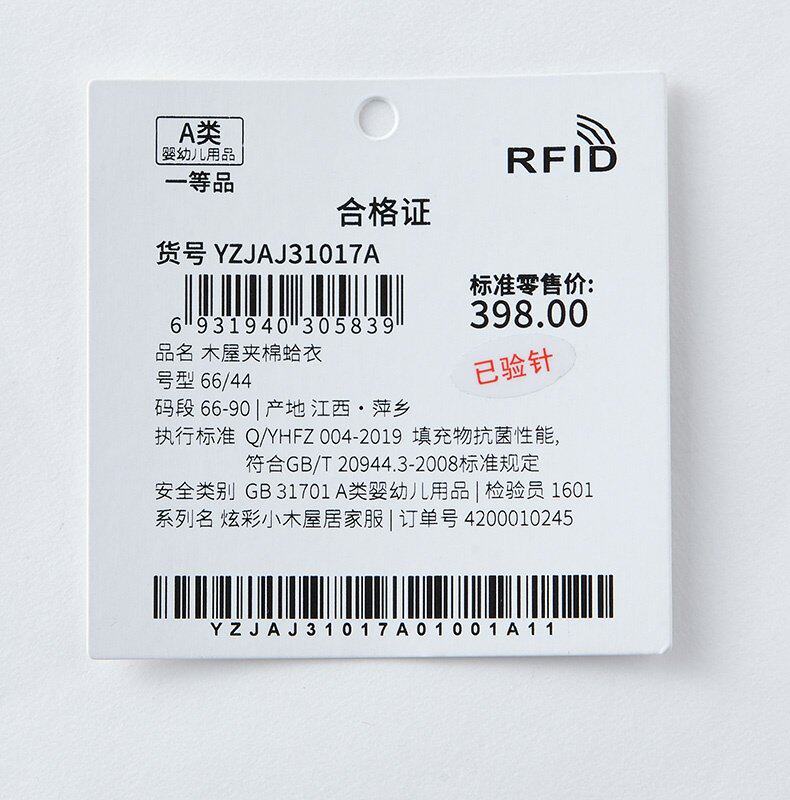 A类
婴幼儿用品
一等品
RFID
合格证
货号 YZJAJ31017A
6 931940 305839
标准零售价:
398.00
品名 木屋夹棉蛤衣
已验针
号型 66/44
码段 66-90 | 产地 江西·萍乡
执行标准 Q/YHFZ 004-2019 填充物抗菌性能,
符合GB/T 20944.3-2008标准规定
安全类别 GB 31701 A类婴幼儿用品 | 检验员 1601
系列名 炫彩小木屋居家服 | 订单号 4200010245
YZJAJ31017A01001A11